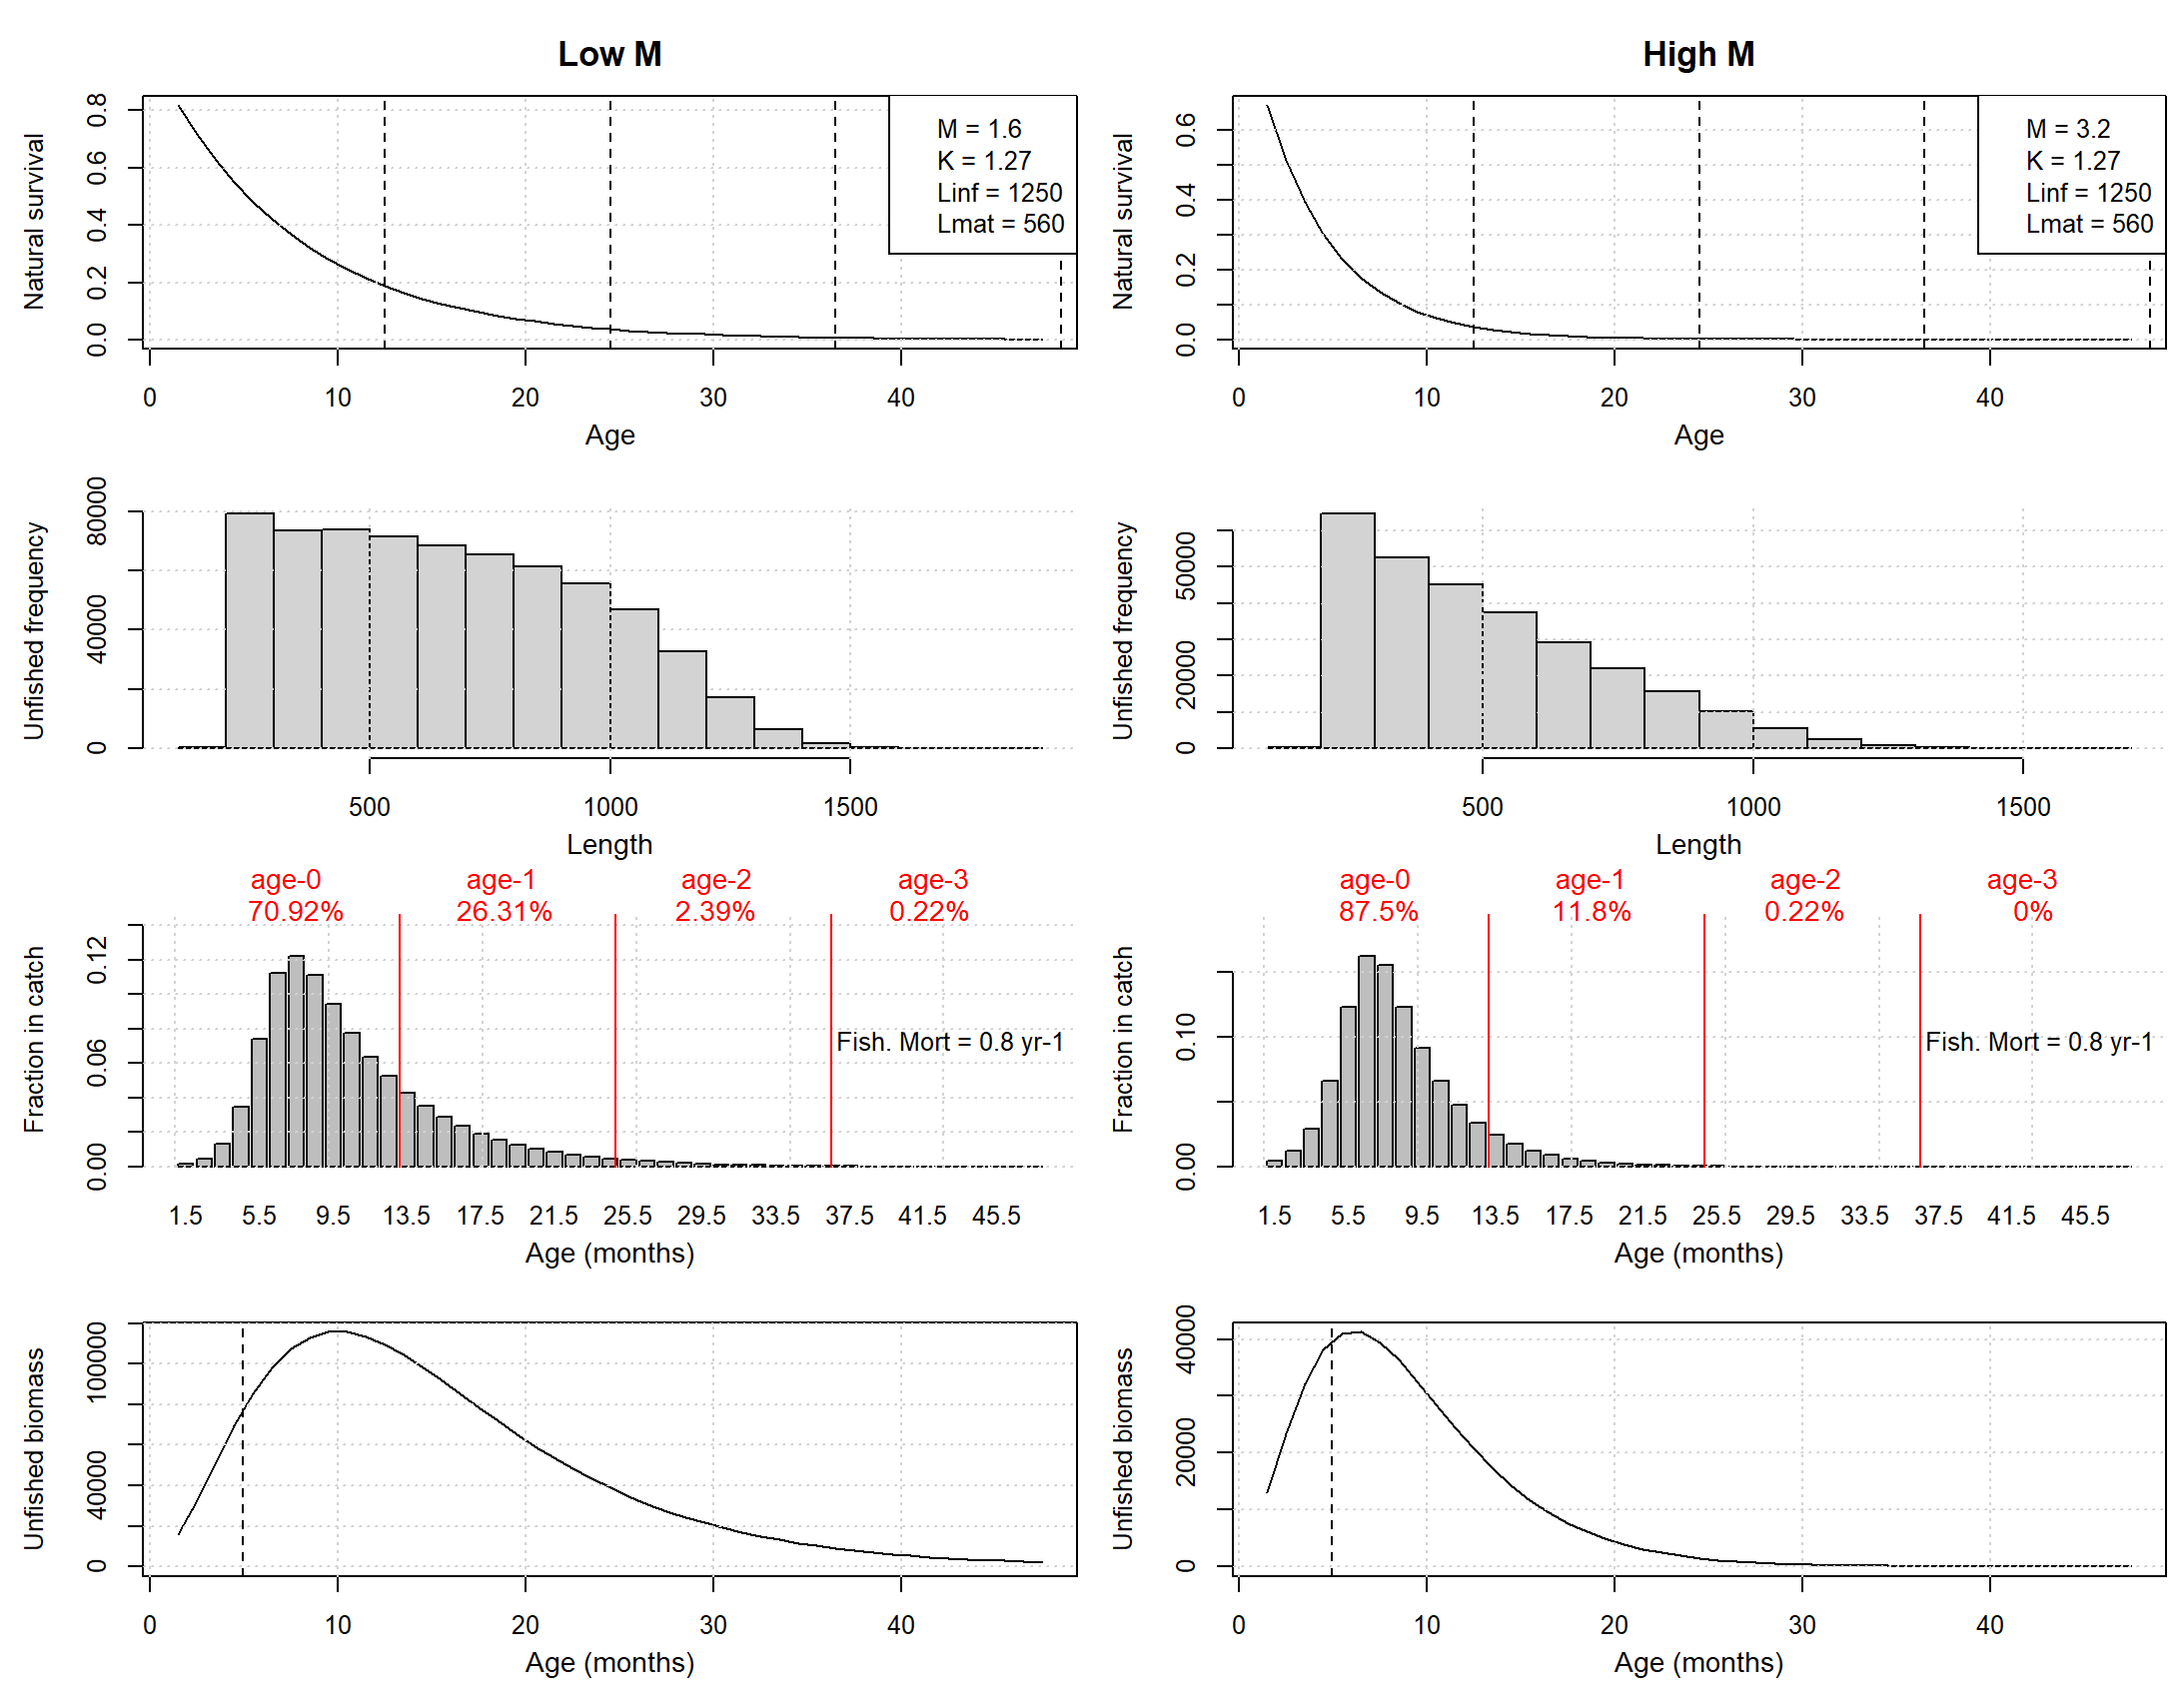 Low M
High M
Natural survival
0.0 0.2 0.4 0.6 0.8
M = 1.6
K = 1.27
Linf = 1250
Lmat = 560
0 10 20 30 40
Age
Natural survival
0.0 0.2 0.4 0.6
M = 3.2
K = 1.27
Linf = 1250
Lmat = 560
0 10 20 30 40
Age
Unfished frequency
0 40000 80000
500 1000 1500
Length
Unfished frequency
0 20000 50000
500 1000 1500
Length
age-0 age-1 age-2 age-3
70.92% 26.31% 2.39% 0.22%
Fraction in catch
0.00 0.06 0.12
Fish. Mort = 0.8 yr-1
1.5 5.5 9.5 13.5 17.5 21.5 25.5 29.5 33.5 37.5 41.5 45.5
Age (months)
age-0 age-1 age-2 age-3
87.5% 11.8% 0.22% 0%
Fraction in catch
0.00 0.10
Fish. Mort = 0.8 yr-1
1.5 5.5 9.5 13.5 17.5 21.5 25.5 29.5 33.5 37.5 41.5 45.5
Age (months)
Unfished biomass
0 40000 100000
0 10 20 30 40
Age (months)
Unfished biomass
0 20000 40000
0 10 20 30 40
Age (months)